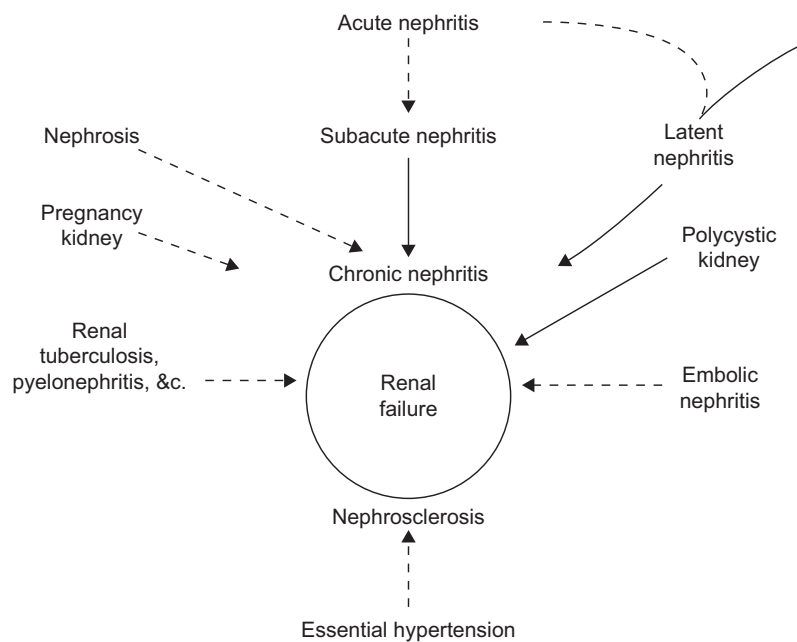 Acute nephritis
Nephrosis
Subacute nephritis
Latent
nephritis
Pregnancy
kidney
Polycystic
kidney
Chronic nephritis
Renal
tuberculosis,
pyelonephritis, &c.
Renal
failure
Embolic
nephritis
Nephrosclerosis
Essential hypertension